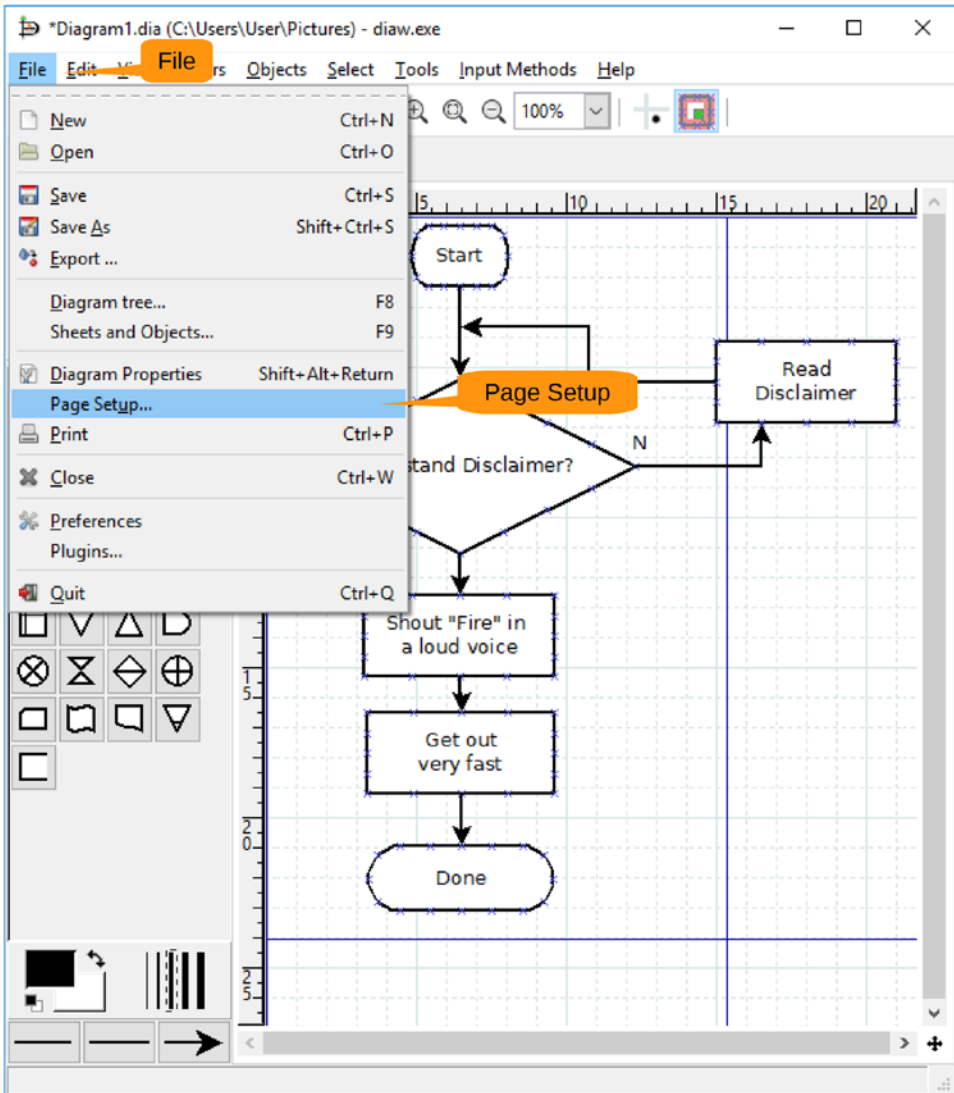 *Diagram1.dia (C:\Users\User\Pictures) - diaw.exe
File Edit Objects Select Tools Input Methods Help
File
100%
New Ctrl+N
Open Ctrl+O
Save Ctrl+S
Save As Shift+Ctrl+S
Export ...
Diagram tree... F8
Sheets and Objects... F9
Diagram Properties Shift+Alt+Return
Page Setup...
Print Ctrl+P
Close Ctrl+W
Preferences
Plugins...
Quit Ctrl+Q
Page Setup
5 10 15 20
Start
Read
Disclaimer
N
stand Disclaimer?
Shout "Fire" in
a loud voice
15
Get out
very fast
20
Done
25